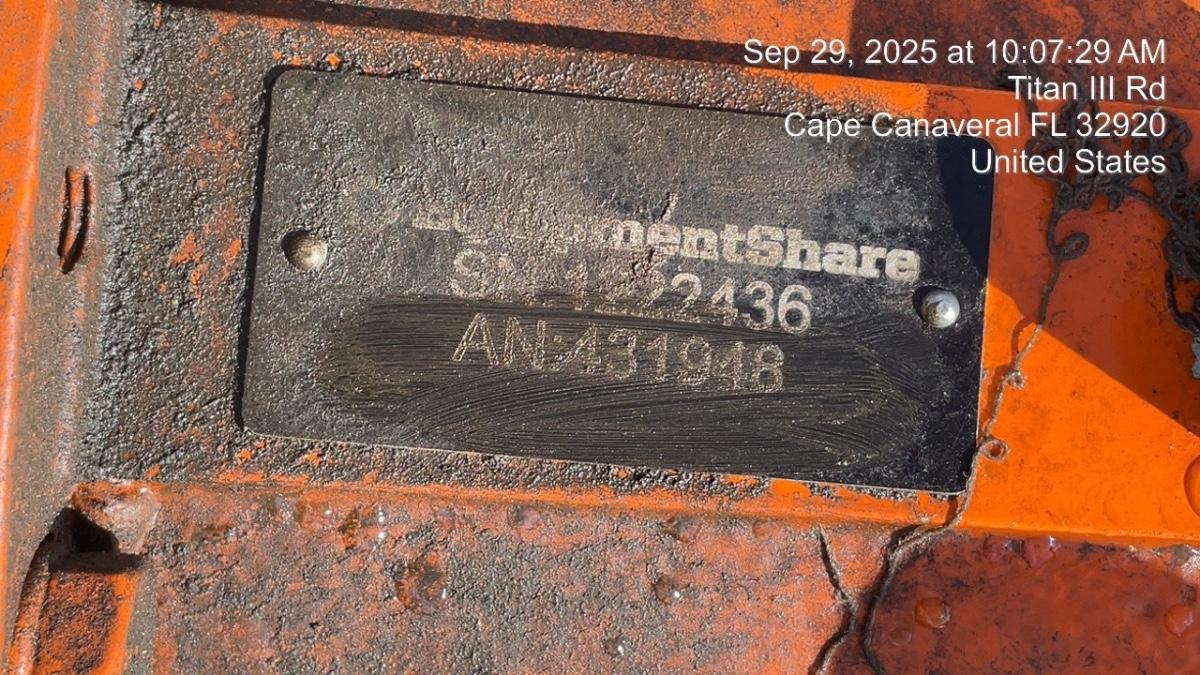 Sep 29, 2025 at 10:07:29 AM
Titan III Rd
Cape Canaveral FL 32920
United States
EquipmentShare
AN:431948